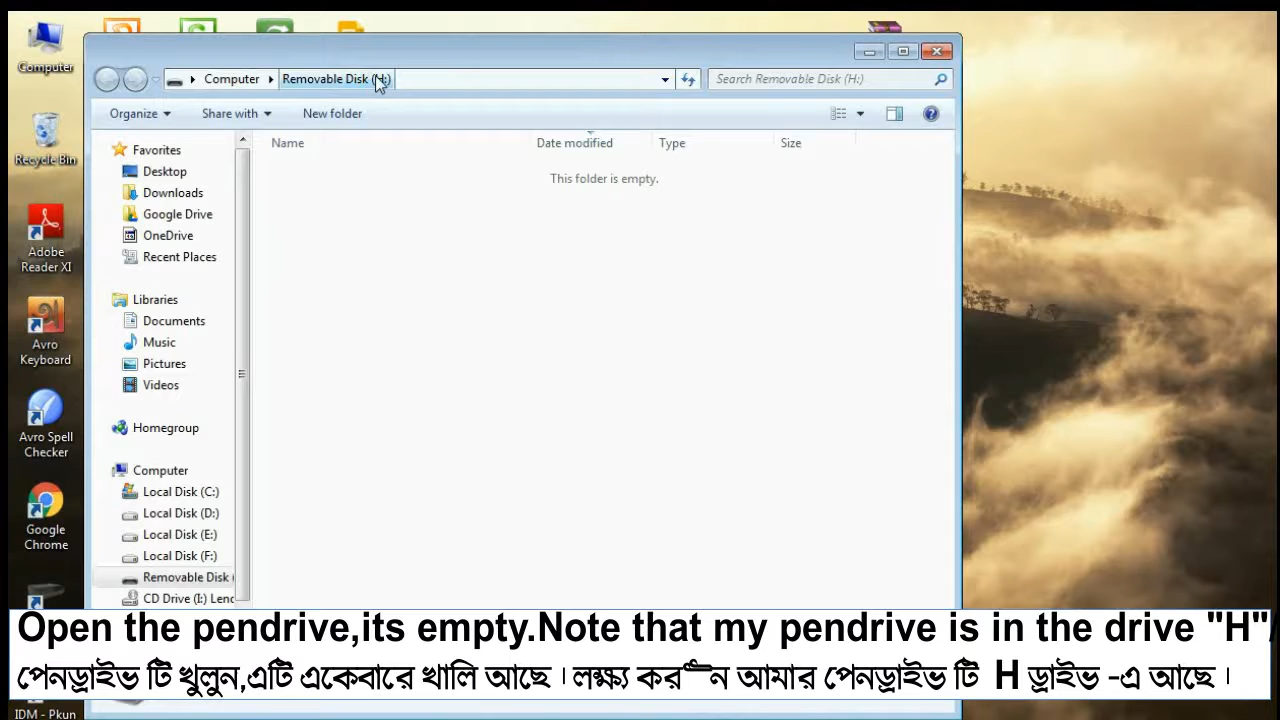 Computer
Recycle Bin
Adobe
Reader XI
Avro
Keyboard
Avro Spell
Checker
Google
Chrome
IDM - Pkun
Computer
Removable Disk (H:)
Search Removable Disk (H:)
Organize
Share with
New folder
Name
Date modified
Type
Size
This folder is empty.
Favorites
Desktop
Downloads
Google Drive
OneDrive
Recent Places
Libraries
Documents
Music
Pictures
Videos
Homegroup
Computer
Local Disk (C:)
Local Disk (D:)
Local Disk (E:)
Local Disk (F:)
Removable Disk (
CD Drive (I:) Leno
Open the pendrive,its empty.Note that my pendrive is in the drive "H"/
পেনড্রাইভ টি খুলুন,এটি একেবারে খালি আছে। লক্ষ্য করুন আমার পেনড্রাইভ টি H ড্রাইভ -এ আছে।